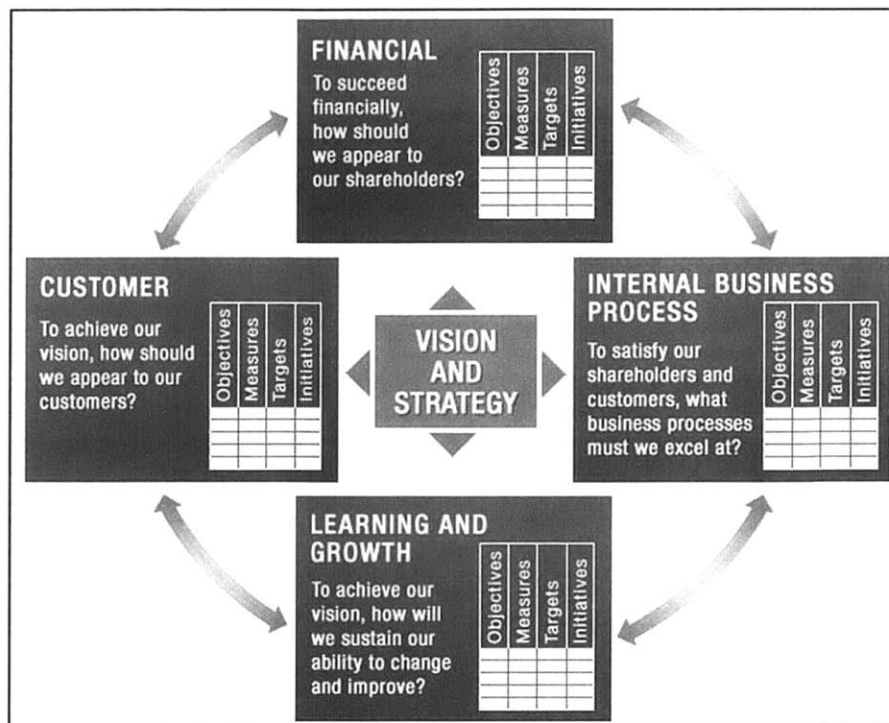 FINANCIAL
To succeed
financially,
how should
we appear to
our shareholders?
Objectives
Measures
Targets
Initiatives
CUSTOMER
To achieve our
vision, how should
we appear to our
customers?
Objectives
Measures
Targets
Initiatives
VISION
AND
STRATEGY
INTERNAL BUSINESS
PROCESS
To satisfy our
shareholders and
customers, what
business processes
must we excel at?
Objectives
Measures
Targets
Initiatives
LEARNING AND
GROWTH
To achieve our
vision, how will
we sustain our
ability to change
and improve?
Objectives
Measures
Targets
Initiatives